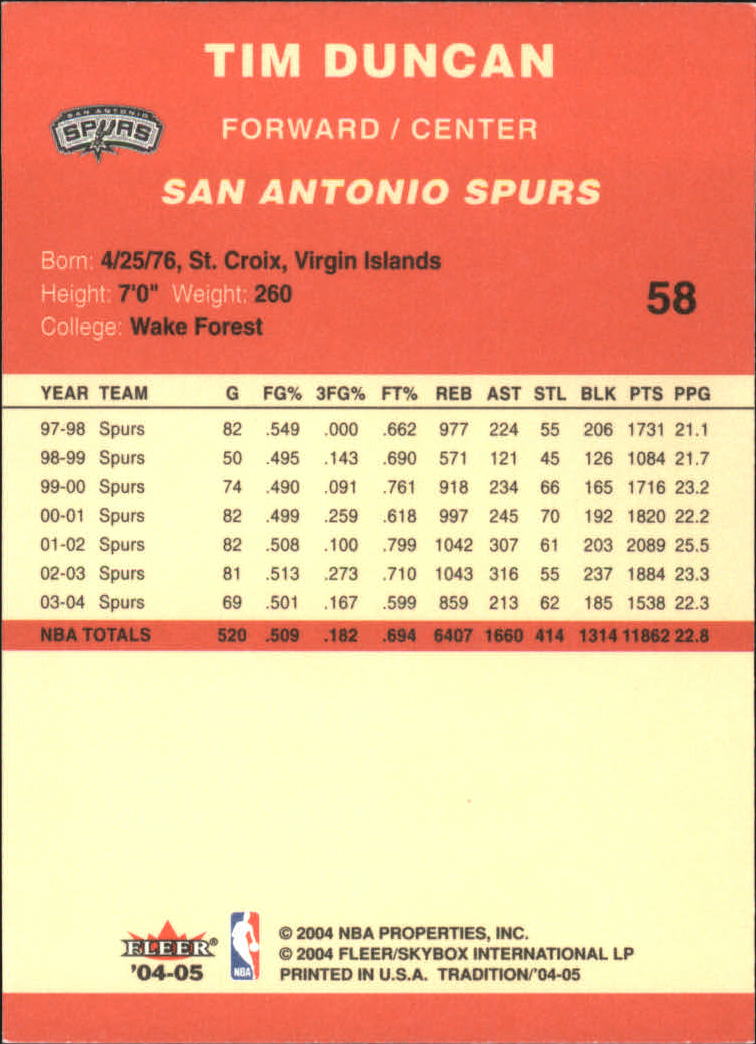 TIM DUNCAN
SAN ANTONIO
SPURS
FORWARD / CENTER
SAN ANTONIO SPURS
Born: 4/25/76, St. Croix, Virgin Islands
Height: 7'0" Weight: 260
58
College: Wake Forest
YEAR TEAM G FG% 3FG% FT% REB AST STL BLK PTS PPG
97-98 Spurs 82 .549 .000 .662 977 224 55 206 1731 21.1
98-99 Spurs 50 .495 .143 .690 571 121 45 126 1084 21.7
99-00 Spurs 74 .490 .091 .761 918 234 66 165 1716 23.2
00-01 Spurs 82 .499 .259 .618 997 245 70 192 1820 22.2
01-02 Spurs 82 .508 .100 .799 1042 307 61 203 2089 25.5
02-03 Spurs 81 .513 .273 .710 1043 316 55 237 1884 23.3
03-04 Spurs 69 .501 .167 .599 859 213 62 185 1538 22.3
NBA TOTALS 520 .509 .182 .694 6407 1660 414 1314 11862 22.8
FLEER®
'04-05
NBA
© 2004 NBA PROPERTIES, INC.
© 2004 FLEER/SKYBOX INTERNATIONAL LP
PRINTED IN U.S.A. TRADITION/'04-05